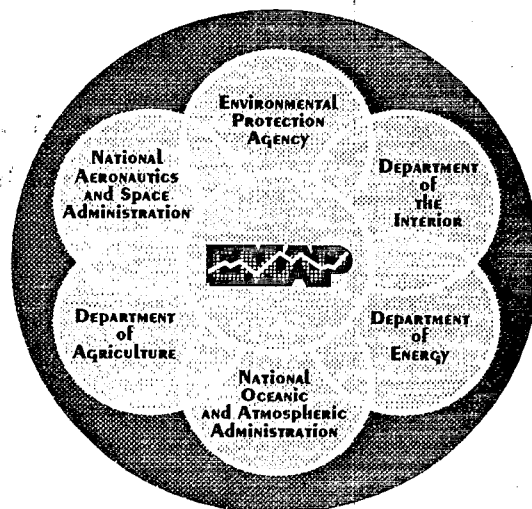 Environmental
Protection
Agency
National
Aeronautics
and Space
Administration
Department
of
the
Interior
Department
of
Agriculture
Department
of
Energy
National
Oceanic
and Atmospheric
Administration